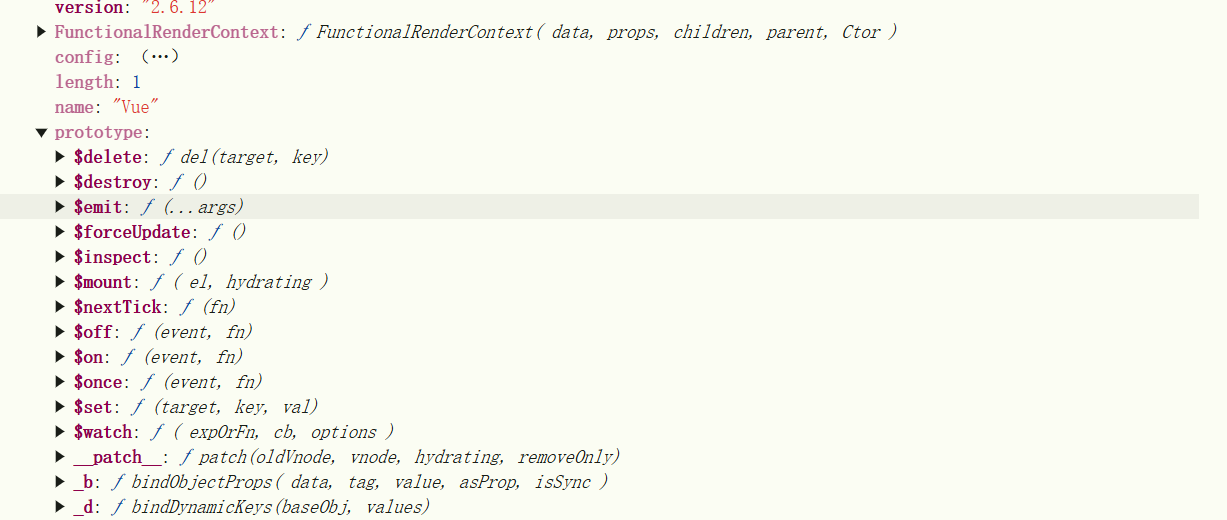 version: "2.6.12"
FunctionalRenderContext: ƒ FunctionalRenderContext( data, props, children, parent, Ctor )
config: (...)
length: 1
name: "Vue"
prototype:
$delete: ƒ del(target, key)
$destroy: ƒ ()
$emit: ƒ (...args)
$forceUpdate: ƒ ()
$inspect: ƒ ()
$mount: ƒ ( el, hydrating )
$nextTick: ƒ (fn)
$off: ƒ (event, fn)
$on: ƒ (event, fn)
$once: ƒ (event, fn)
$set: ƒ (target, key, val)
$watch: ƒ ( expOrFn, cb, options )
__patch__: ƒ patch(oldVnode, vnode, hydrating, removeOnly)
_b: ƒ bindObjectProps( data, tag, value, asProp, isSync )
_d: ƒ bindDynamicKeys(baseObj, values)